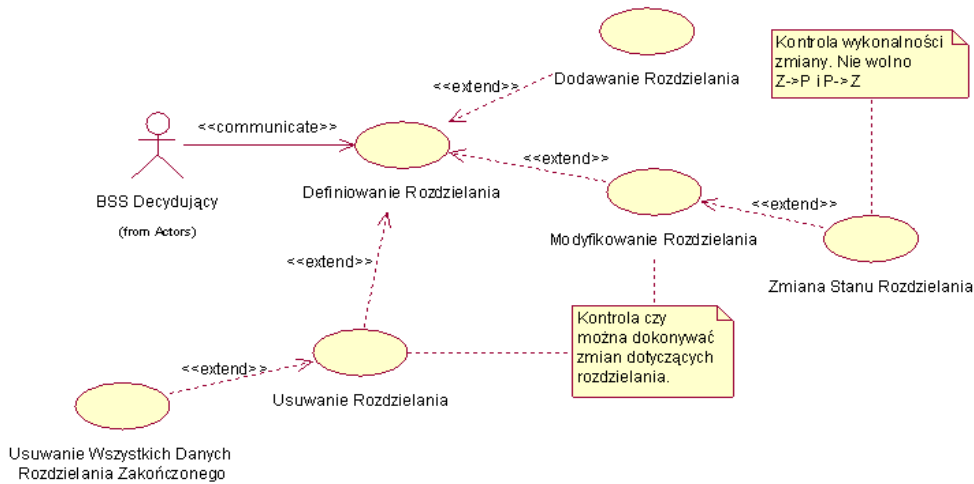 Kontrola wykonalności
zmiany. Nie wolno
Z->P i P->Z
Dodawanie Rozdzielania
<<extend>>
<<communicate>>
<<extend>>
Definiowanie Rozdzielania
BSS Decydujący
(from Actors)
<<extend>>
Modyfikowanie Rozdzielania
<<extend>>
Zmiana Stanu Rozdzielania
Kontrola czy
można dokonywać
zmian dotyczących
rozdzielania.
<<extend>>
Usuwanie Rozdzielania
Usuwanie Wszystkich Danych
Rozdzielania Zakończonego